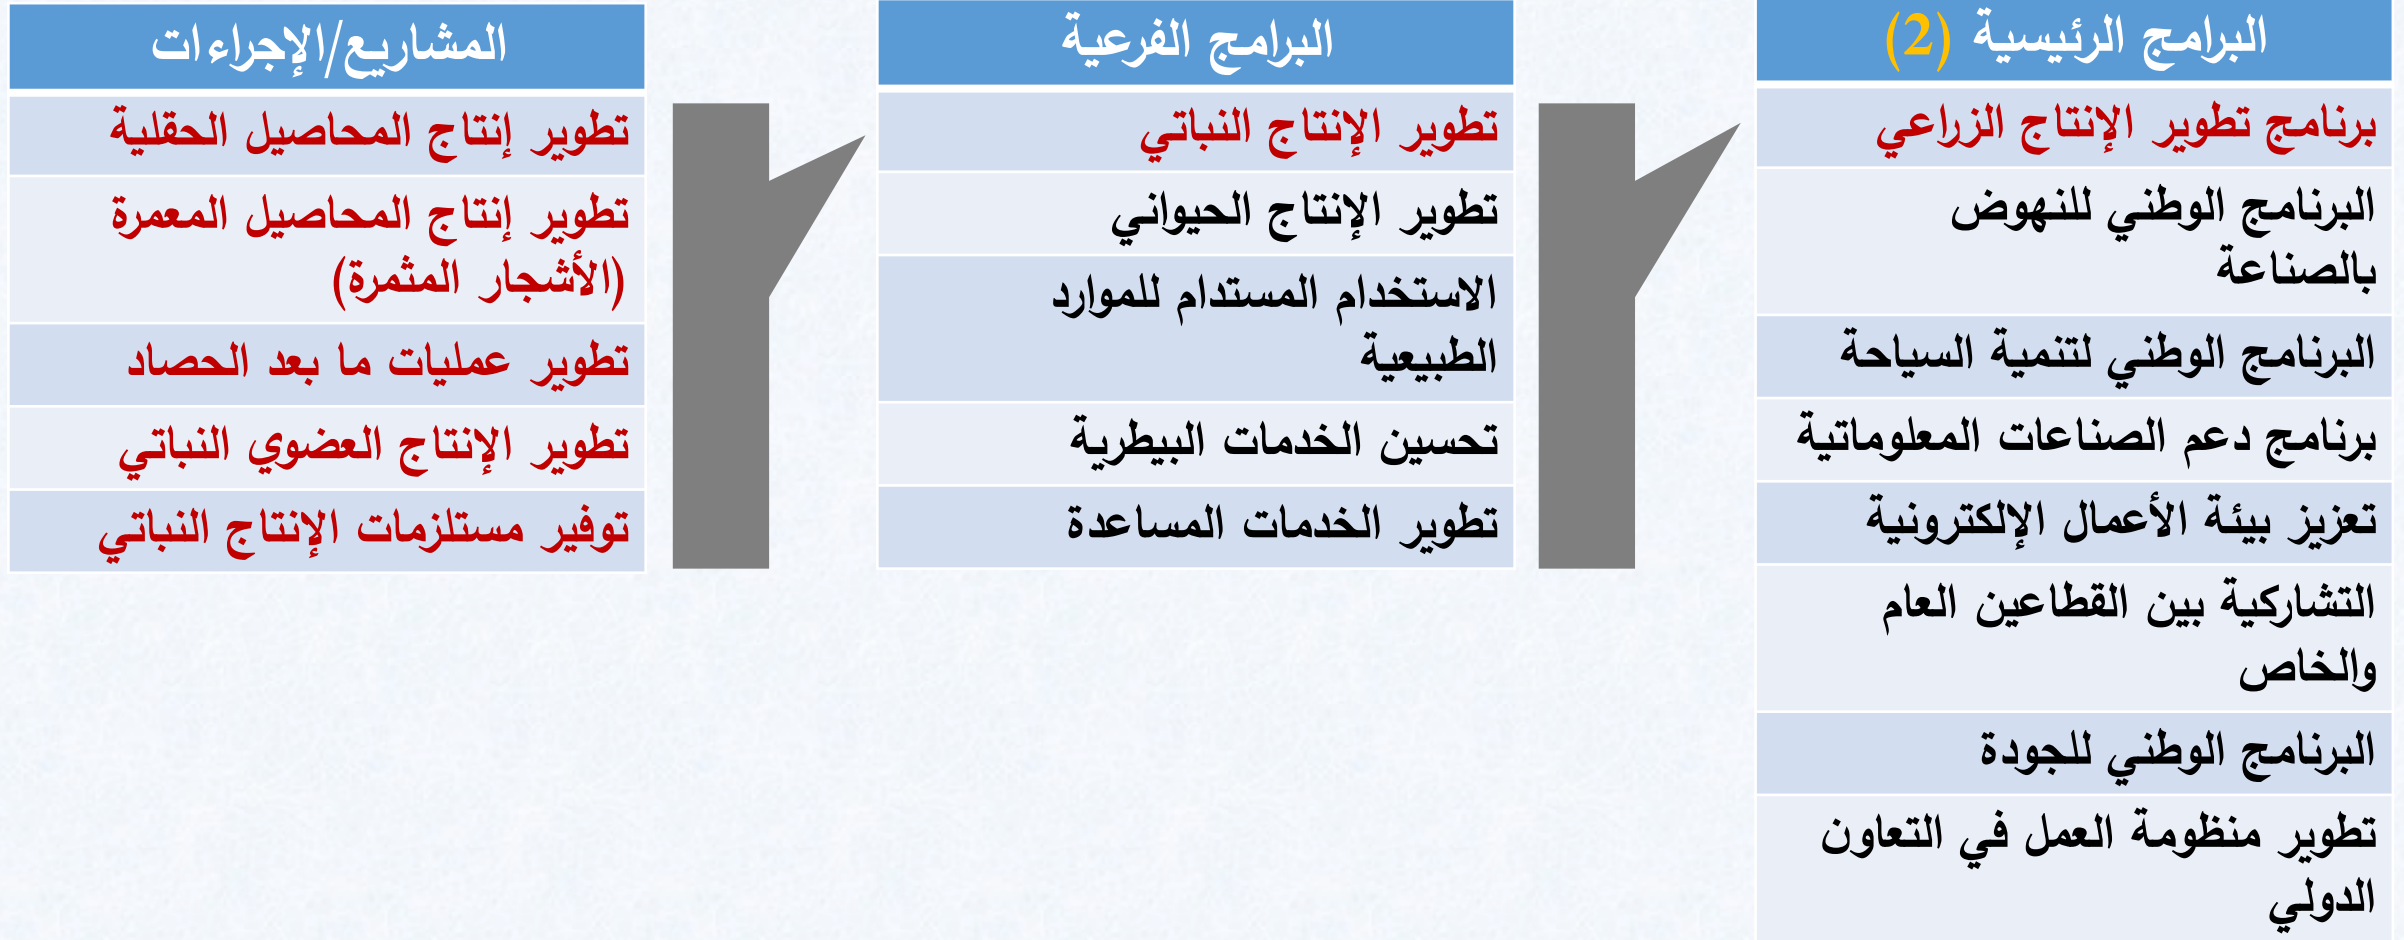 البرامج الرئيسية (2)
برنامج تطوير الإنتاج الزراعي
البرنامج الوطني للنهوض
بالصناعة
البرنامج الوطني لتنمية السياحة
برنامج دعم الصناعات المعلوماتية
تعزيز بيئة الأعمال الإلكترونية
التشاركية بين القطاعين العام
والخاص
البرنامج الوطني للجودة
تطوير منظومة العمل في التعاون
الدولي
البرامج الفرعية
تطوير الإنتاج النباتي
تطوير الإنتاج الحيواني
الاستخدام المستدام للموارد
الطبيعية
تحسين الخدمات البيطرية
تطوير الخدمات المساعدة
المشاريع/الإجراءات
تطوير إنتاج المحاصيل الحقلية
تطوير إنتاج المحاصيل المعمرة
(الأشجار المثمرة)
تطوير عمليات ما بعد الحصاد
تطوير الإنتاج العضوي النباتي
توفير مستلزمات الإنتاج النباتي